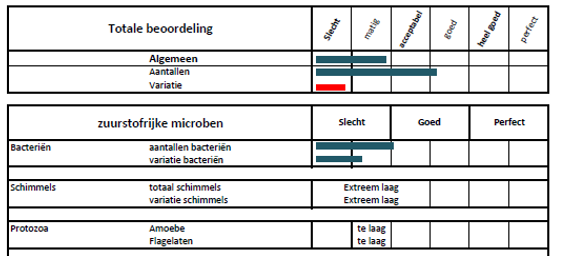 Totale beoordeling Slecht matig acceptabel goed heel goed perfect
Algemeen
Aantallen
Variatie
zuurstofrijke microben Slecht Goed Perfect
Bacteriën aantallen bacteriën
variatie bacteriën
Schimmels totaal schimmels Extreem laag
variatie schimmels Extreem laag
Protozoa Amoebe te laag
Flagelaten te laag